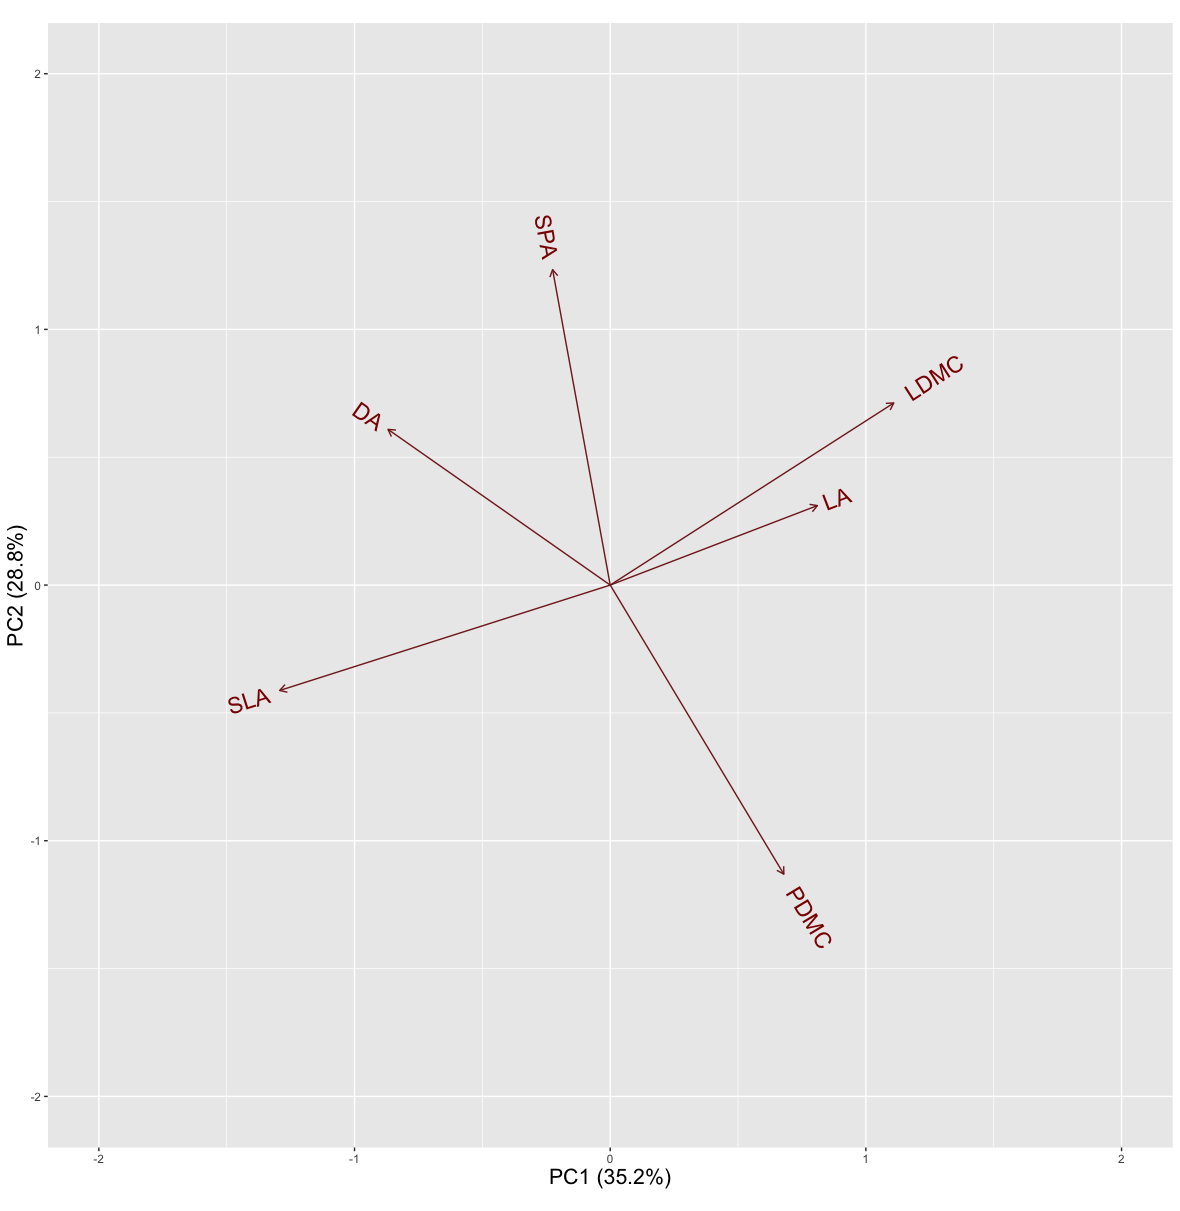 2
SPA
1
LDMC
DA
LA
PC2 (28.8%)
0
SLA
-1
PDMC
-2
-2 -1 0 1 2
PC1 (35.2%)